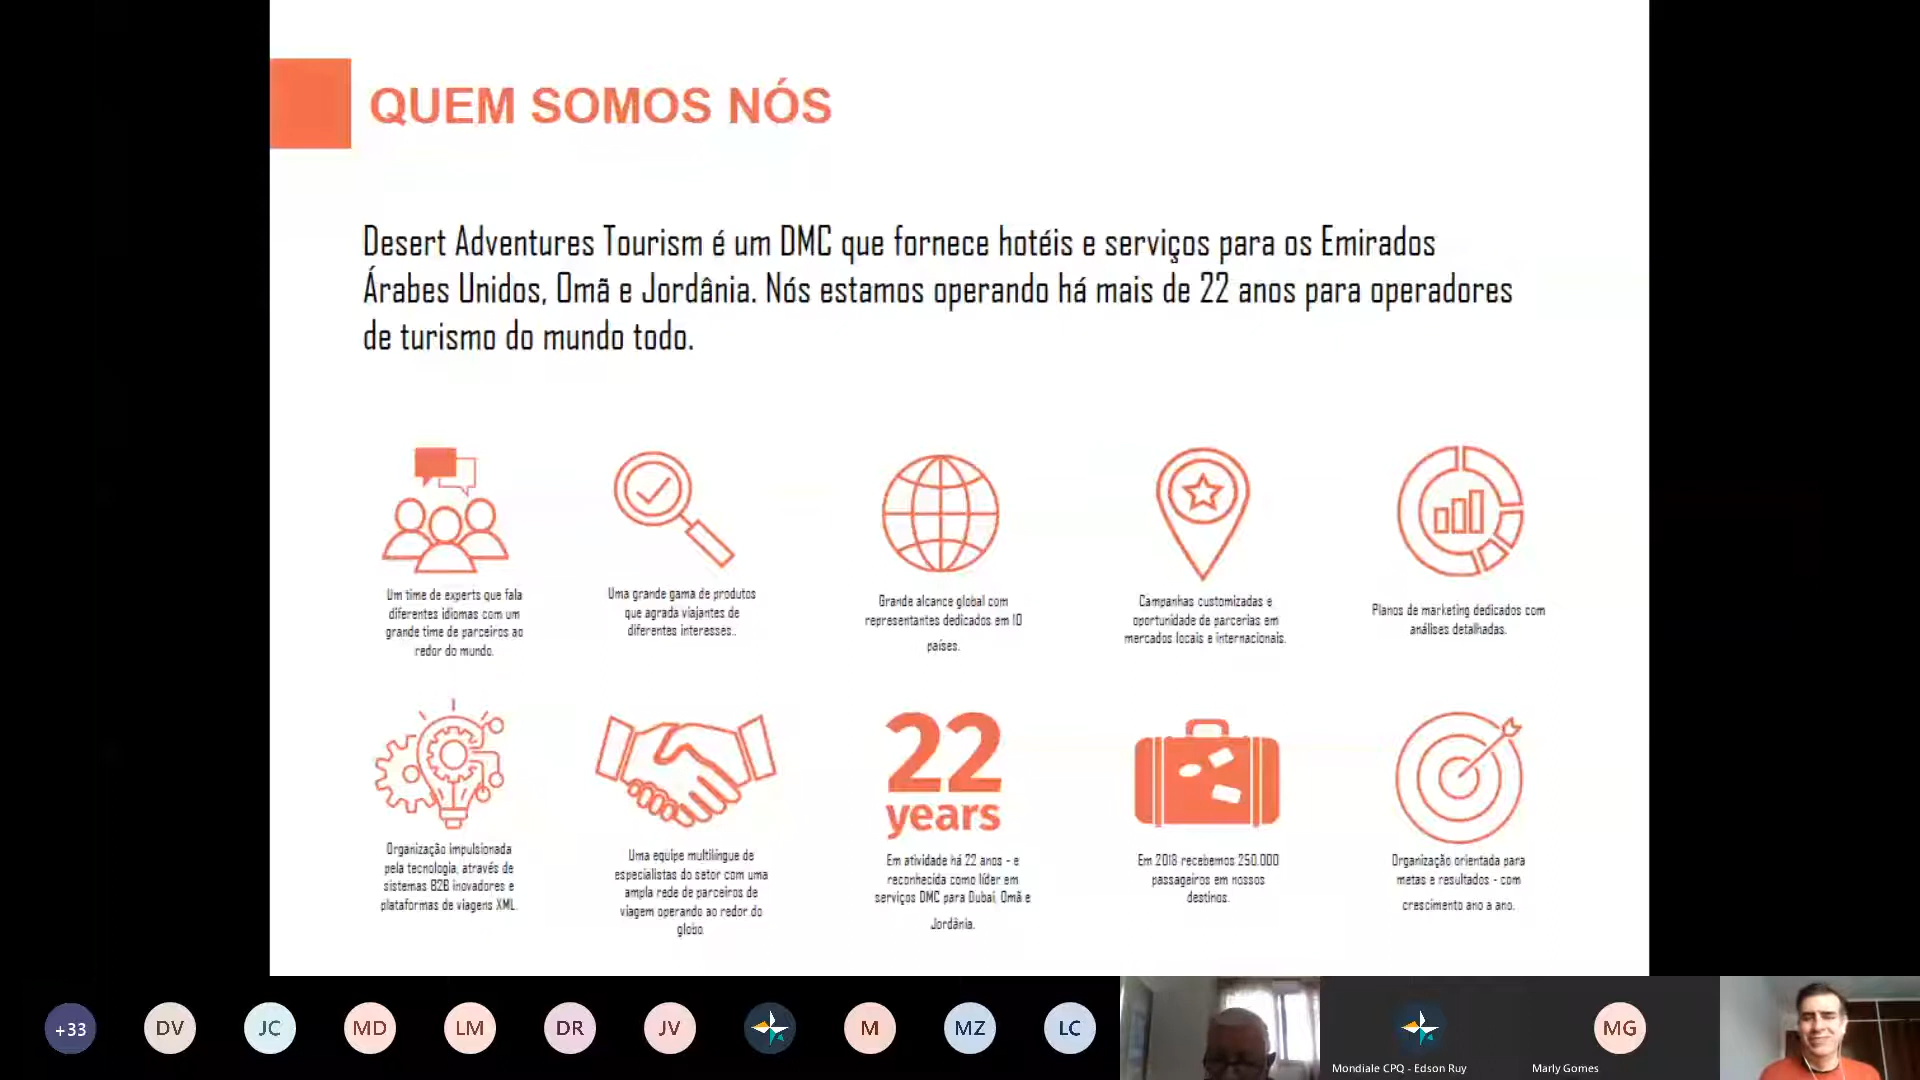 QUEM SOMOS NÓS
Desert Adventures Tourism é um DMC que fornece hotéis e serviços para os Emirados
Árabes Unidos, Omã e Jordânia. Nós estamos operando há mais de 22 anos para operadores
de turismo do mundo todo.
Um time de experts que fala
diferentes idiomas com um
grande time de parceiros ao
redor do mundo.
Uma grande gama de produtos
que agrada viajantes de
diferentes interesses..
Grande alcance global com
representantes dedicados em 10
países.
Campanhas customizadas e
oportunidade de parcerias em
mercados locais e internacionais.
Planos de marketing dedicados com
análises detalhadas.
Organização impulsionada
pela tecnologia, através de
sistemas B2B inovadores e
plataformas de viagens XML.
Uma equipe multilíngue de
especialistas do setor com uma
ampla rede de parceiros de
viagem operando ao redor do
globo.
22
years
Em atividade há 22 anos - e
reconhecida como líder em
serviços DMC para Dubai, Omã e
Jordânia.
Em 2018 recebemos 250.000
passageiros em nossos
destinos.
Organização orientada para
metas e resultados - com
crescimento ano a ano.
+33
DV
JC
MD
LM
DR
JV
M
MZ
LC
Mondiale CPQ - Edson Ruy
MG
Marly Gomes